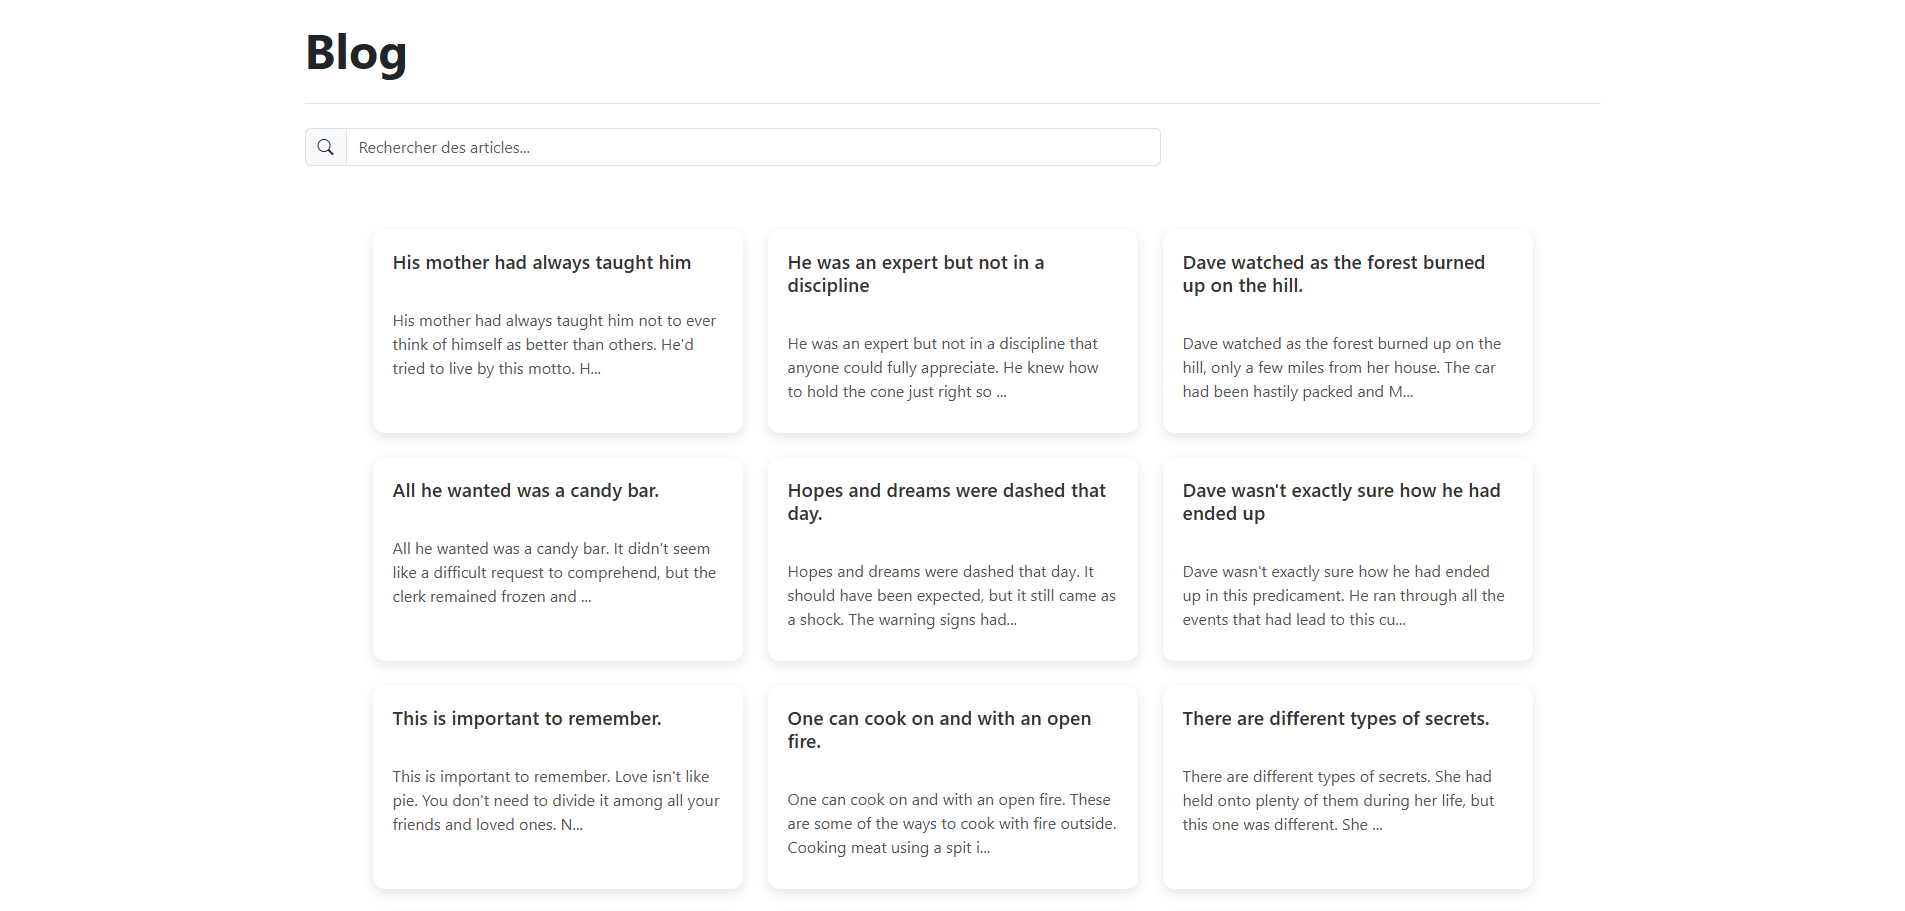 Blog
Rechercher des articles...
His mother had always taught him
His mother had always taught him not to ever
think of himself as better than others. He'd
tried to live by this motto. H...
He was an expert but not in a
discipline
He was an expert but not in a discipline that
anyone could fully appreciate. He knew how
to hold the cone just right so ...
Dave watched as the forest burned
up on the hill.
Dave watched as the forest burned up on the
hill, only a few miles from her house. The car
had been hastily packed and M...
All he wanted was a candy bar.
All he wanted was a candy bar. It didn't seem
like a difficult request to comprehend, but the
clerk remained frozen and ...
Hopes and dreams were dashed that
day.
Hopes and dreams were dashed that day. It
should have been expected, but it still came as
a shock. The warning signs had...
Dave wasn't exactly sure how he had
ended up
Dave wasn't exactly sure how he had ended
up in this predicament. He ran through all the
events that had lead to this cu...
This is important to remember.
This is important to remember. Love isn't like
pie. You don't need to divide it among all your
friends and loved ones. N...
One can cook on and with an open
fire.
One can cook on and with an open fire. These
are some of the ways to cook with fire outside.
Cooking meat using a spit i...
There are different types of secrets.
There are different types of secrets. She had
held onto plenty of them during her life, but
this one was different. She ...